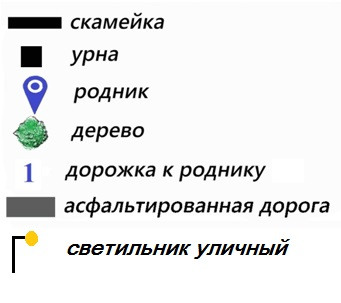 скамейка
урна
родник
дерево
1 дорожка к роднику
асфальтированная дорога
светильник уличный